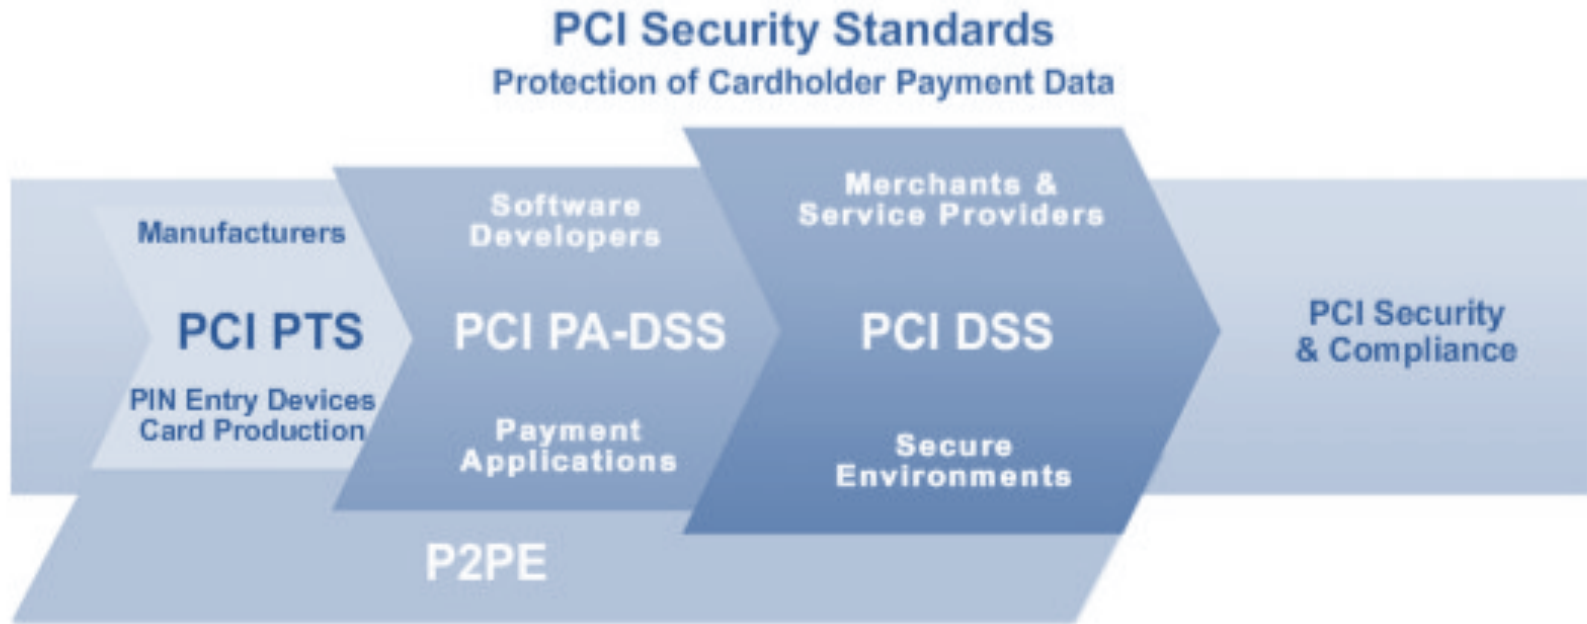 PCI Security Standards
Protection of Cardholder Payment Data
Manufacturers
PCI PTS
PIN Entry Devices
Card Production
Software
Developers
PCI PA-DSS
Payment
Applications
Merchants &
Service Providers
PCI DSS
Secure
Environments
PCI Security
& Compliance
P2PE